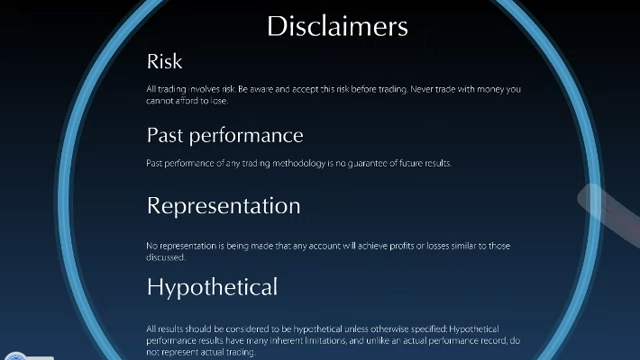 Disclaimers
Risk
All trading involves risk. Be aware and accept this risk before trading. Never trade with money you
cannot afford to lose.
Past performance
Past performance of any trading methodology is no guarantee of future results.
Representation
No representation is being made that any account will achieve profits or losses similar to those
discussed.
Hypothetical
All results should be considered to be hypothetical unless otherwise specified: Hypothetical
performance results have many inherent limitations, and unlike an actual performance record, do
not represent actual trading.